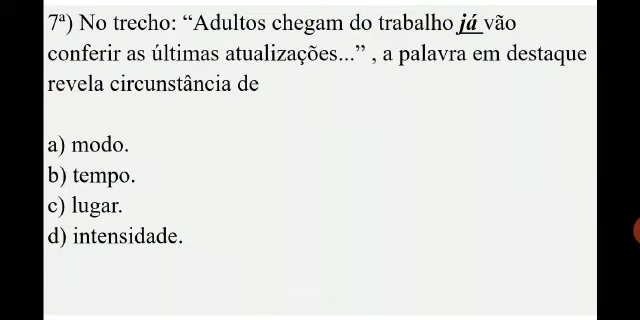 7ª) No trecho: “Adultos chegam do trabalho já vão
conferir as últimas atualizações...” , a palavra em destaque
revela circunstância de
a) modo.
b) tempo.
c) lugar.
d) intensidade.